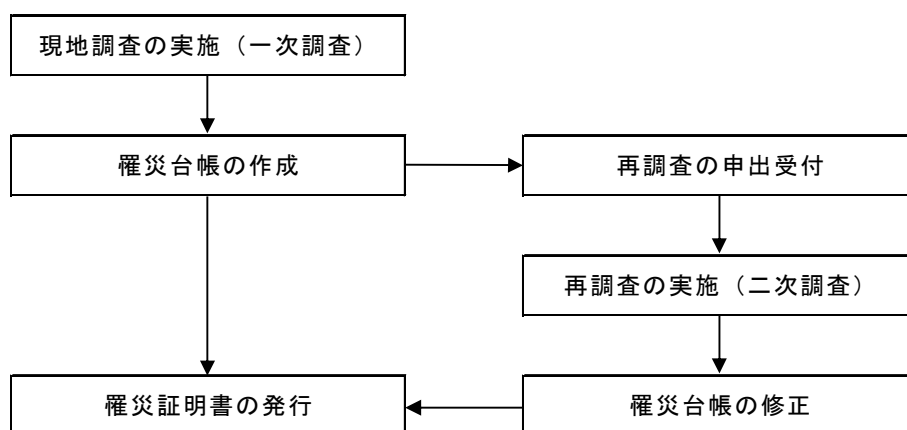 現地調査の実施（一次調査）
罹災台帳の作成
再調査の申出受付
再調査の実施（二次調査）
罹災証明書の発行
罹災台帳の修正